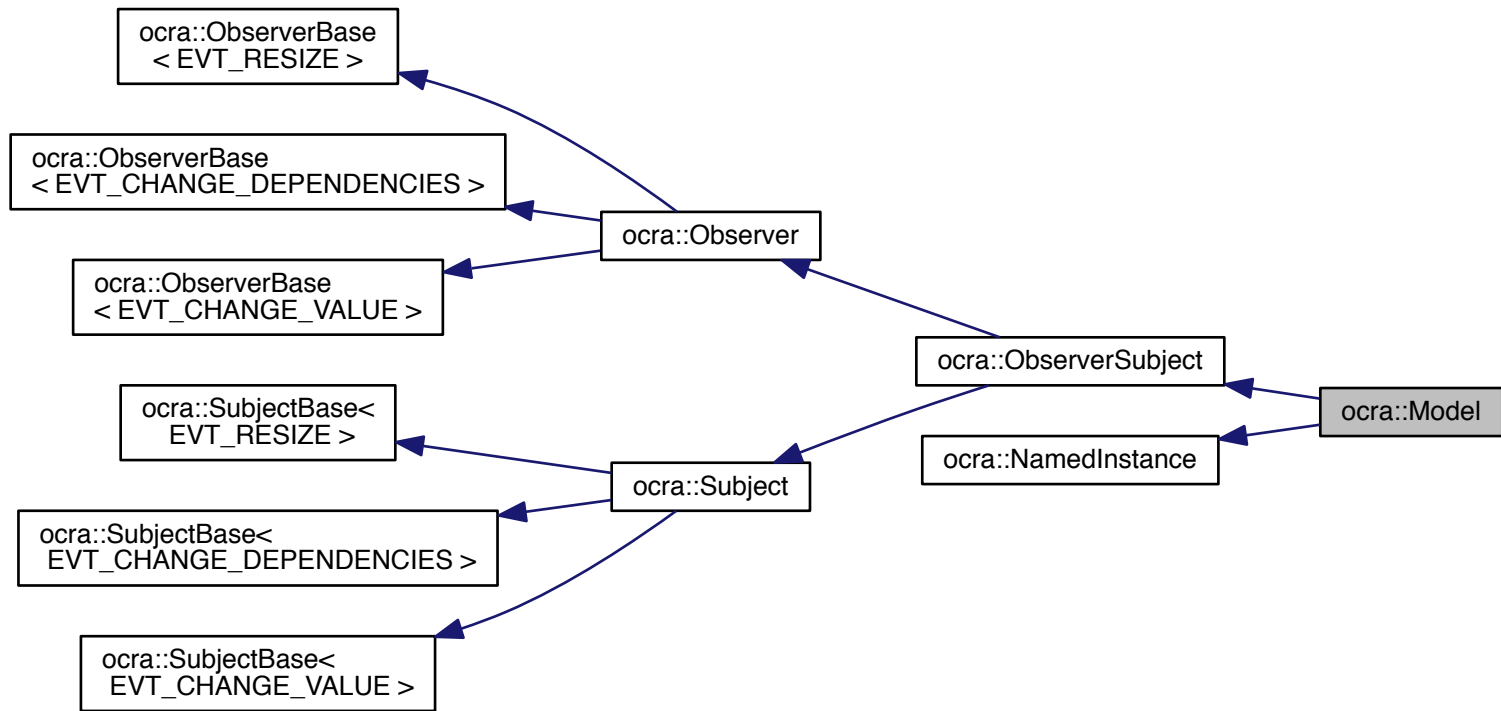 ocra::ObserverBase
< EVT_RESIZE >
ocra::ObserverBase
< EVT_CHANGE_DEPENDENCIES >
ocra::Observer
ocra::ObserverBase
< EVT_CHANGE_VALUE >
ocra::ObserverSubject
ocra::Model
ocra::SubjectBase<
EVT_RESIZE >
ocra::NamedInstance
ocra::Subject
ocra::SubjectBase<
EVT_CHANGE_DEPENDENCIES >
ocra::SubjectBase<
EVT_CHANGE_VALUE >